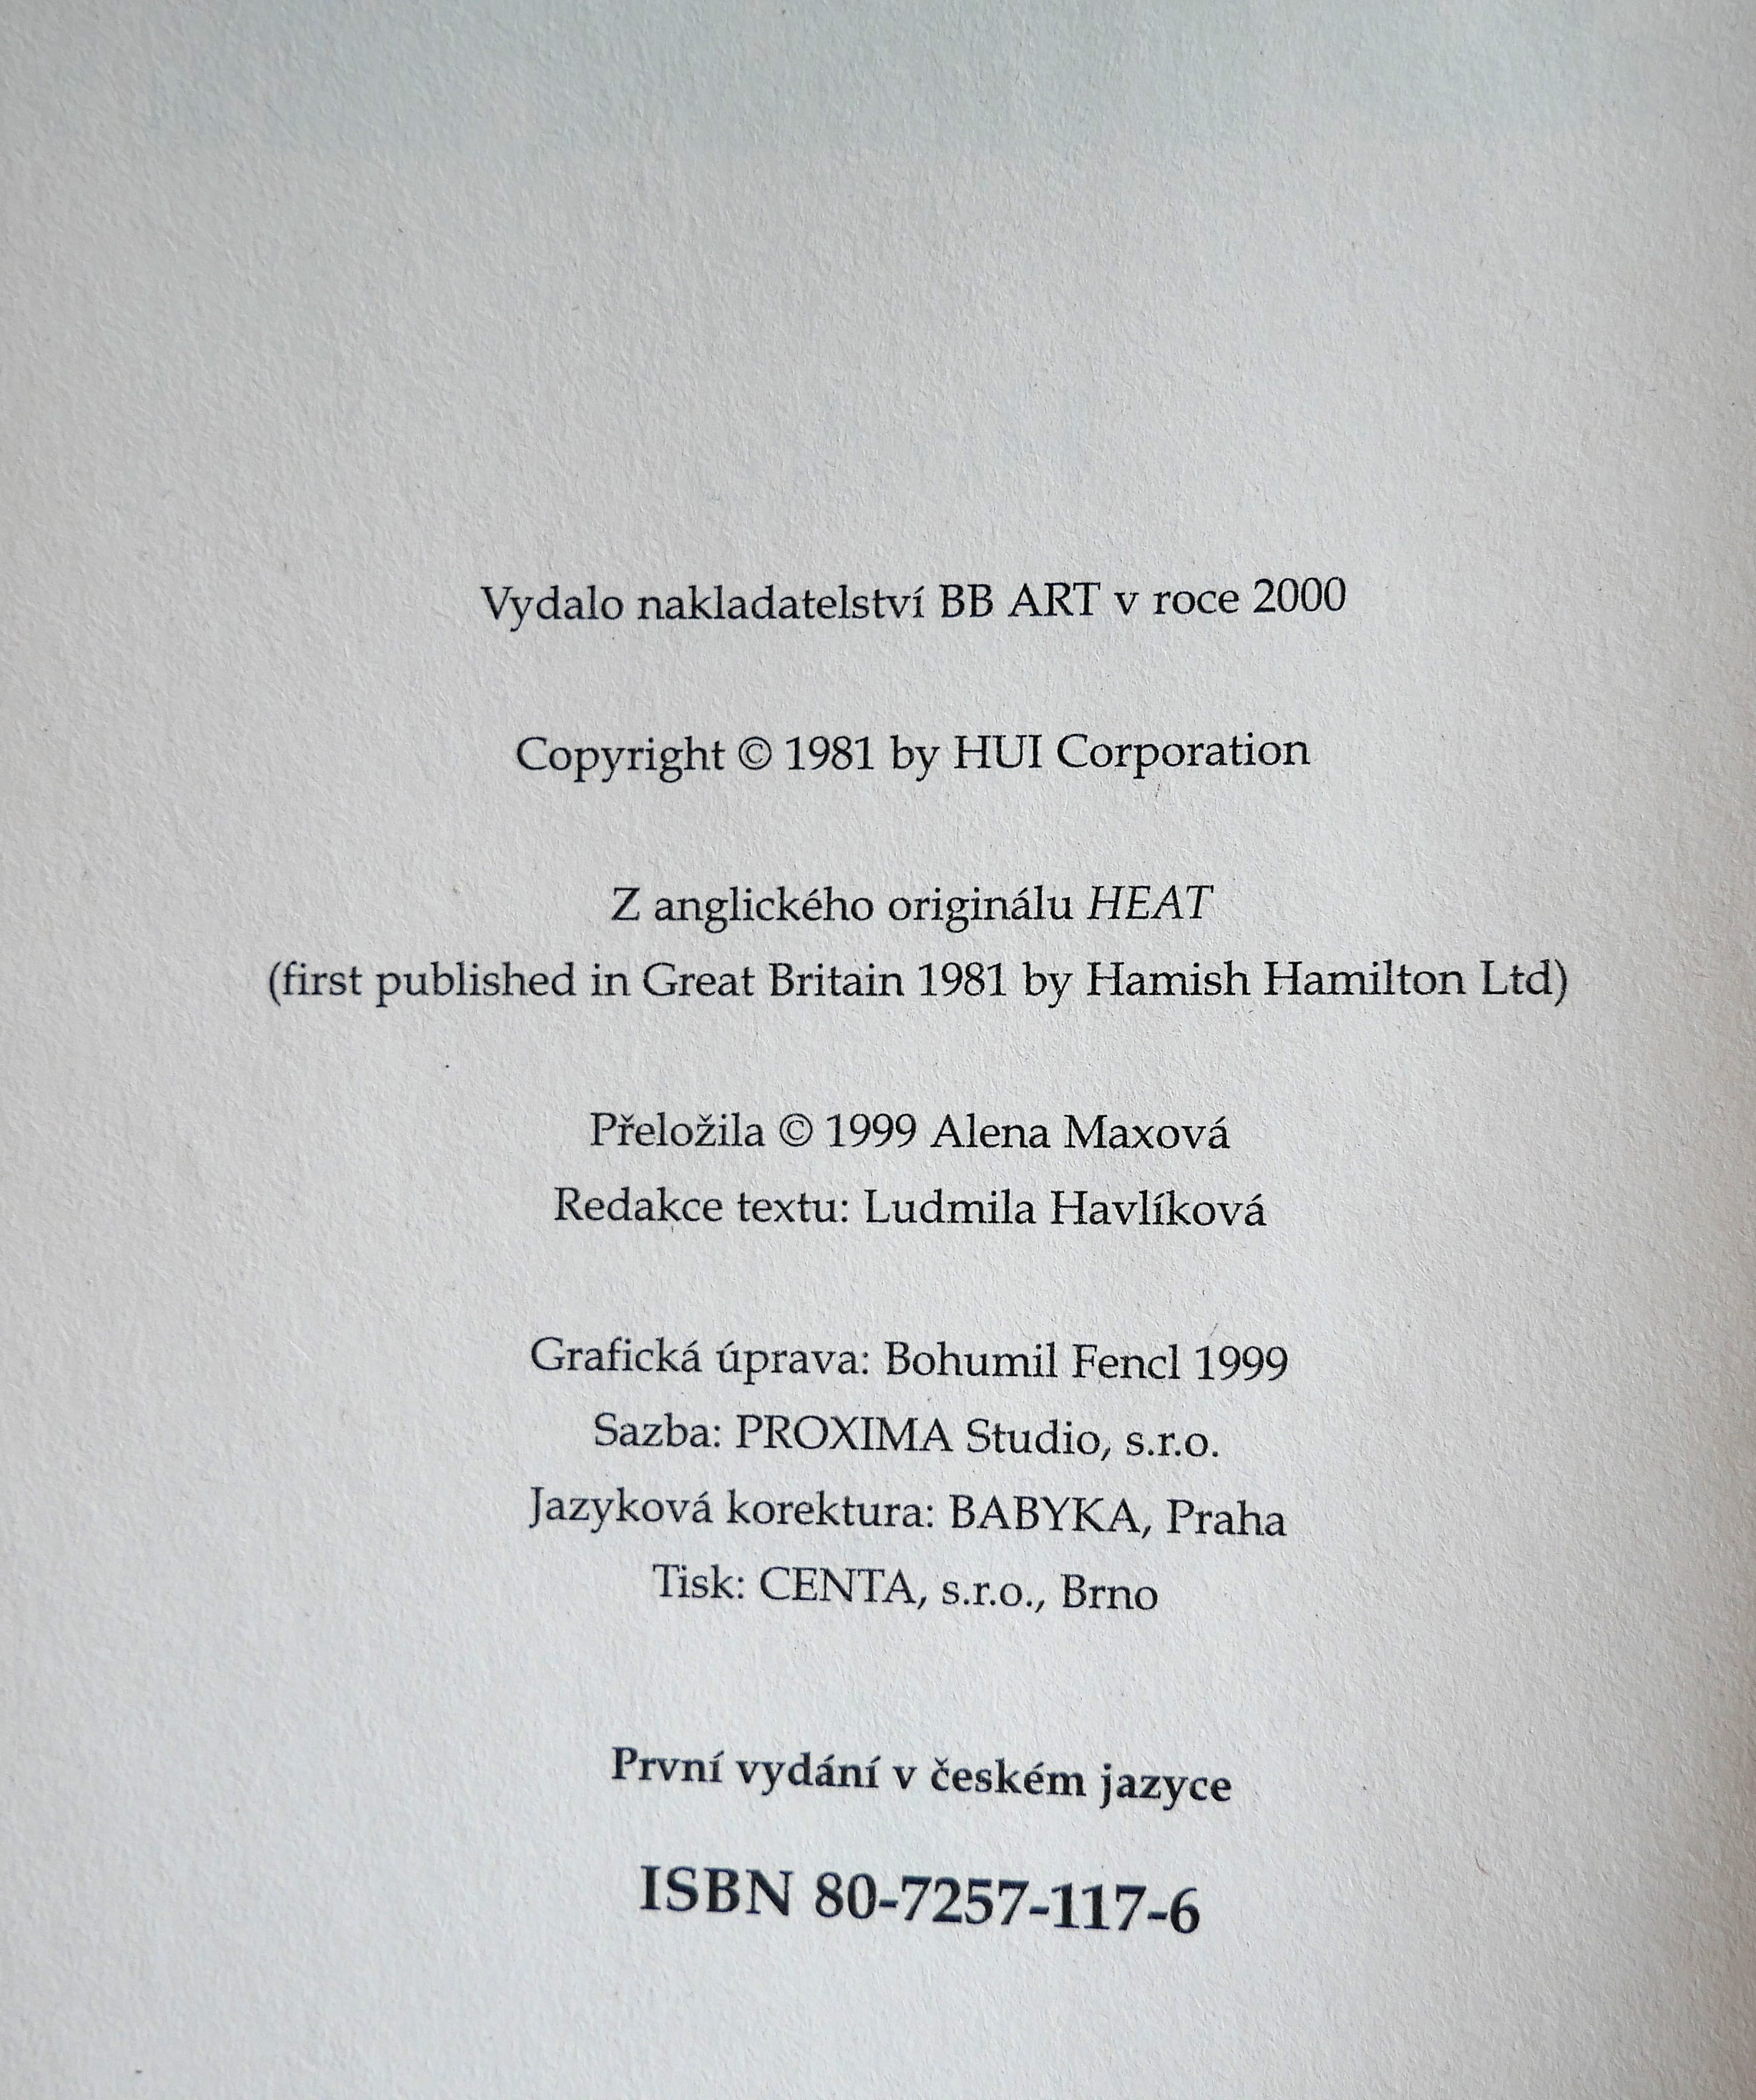 Vydalo nakladatelství BB ART v roce 2000
Copyright © 1981 by HUI Corporation
Z anglického originálu HEAT
(first published in Great Britain 1981 by Hamish Hamilton Ltd)
Přeložila © 1999 Alena Maxová
Redakce textu: Ludmila Havlíková
Grafická úprava: Bohumil Fencl 1999
Sazba: PROXIMA Studio, s.r.o.
Jazyková korektura: BABYKA, Praha
Tisk: CENTA, s.r.o., Brno
První vydání v českém jazyce
ISBN 80-7257-117-6